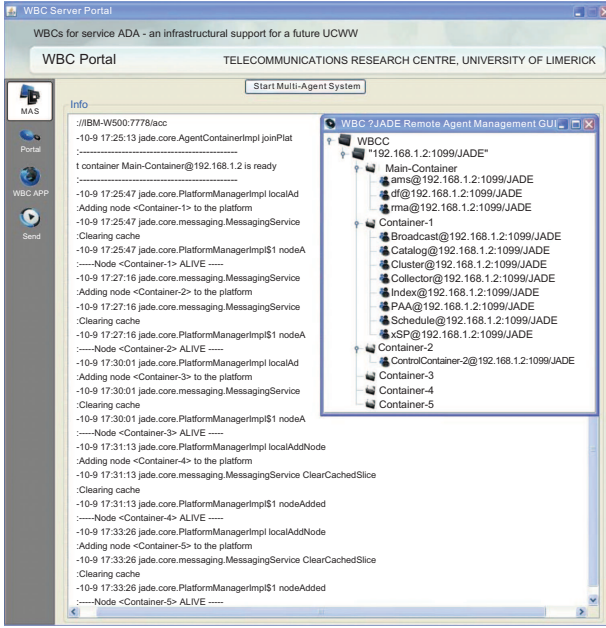 WBC Server Portal
WBCs for service ADA - an infrastructural support for a future UCWW
WBC Portal
TELECOMMUNICATIONS RESEARCH CENTRE, UNIVERSITY OF LIMERICK
Start Multi-Agent System
MAS
Portal
WBC APP
Send
Info
://IBM-W500:7778/acc
-10-9 17:25:13 jade.core.AgentContainerImpl joinPlat
:----------------------------------------
t container Main-Container@192.168.1.2 is ready
:----------------------------------------
-10-9 17:25:47 jade.core.PlatformManagerImpl localAd
:Adding node <Container-1> to the platform
-10-9 17:25:47 jade.core.messaging.MessagingService
:Clearing cache
-10-9 17:25:47 jade.core.PlatformManagerImpl$1 nodeA
:-----Node <Container-1> ALIVE -----
-10-9 17:27:16 jade.core.messaging.MessagingService
:Adding node <Container-2> to the platform
-10-9 17:27:16 jade.core.messaging.MessagingService
:Clearing cache
-10-9 17:27:16 jade.core.PlatformManagerImpl$1 nodeA
:-----Node <Container-2> ALIVE -----
-10-9 17:30:01 jade.core.PlatformManagerImpl localAd
:Adding node <Container-3> to the platform
-10-9 17:30:01 jade.core.messaging.MessagingService
:Clearing cache
-10-9 17:30:01 jade.core.PlatformManagerImpl$1 nodeA
:-----Node <Container-3> ALIVE -----
-10-9 17:31:13 jade.core.PlatformManagerImpl localAddNode
:Adding node <Container-4> to the platform
-10-9 17:31:13 jade.core.messaging.MessagingService ClearCachedSlice
:Clearing cache
-10-9 17:31:13 jade.core.PlatformManagerImpl$1 nodeAdded
:-----Node <Container-4> ALIVE -----
-10-9 17:33:26 jade.core.PlatformManagerImpl localAddNode
:Adding node <Container-5> to the platform
-10-9 17:33:26 jade.core.messaging.MessagingService ClearCachedSlice
:Clearing cache
-10-9 17:33:26 jade.core.PlatformManagerImpl$1 nodeAdded
:-----Node <Container-5> ALIVE -----
WBC ?JADE Remote Agent Management GUI
WBCC
"192.168.1.2:1099/JADE"
Main-Container
ams@192.168.1.2:1099/JADE
df@192.168.1.2:1099/JADE
rma@192.168.1.2:1099/JADE
Container-1
Broadcast@192.168.1.2:1099/JADE
Catalog@192.168.1.2:1099/JADE
Cluster@192.168.1.2:1099/JADE
Collector@192.168.1.2:1099/JADE
Index@192.168.1.2:1099/JADE
PAA@192.168.1.2:1099/JADE
Schedule@192.168.1.2:1099/JADE
xSP@192.168.1.2:1099/JADE
Container-2
ControlContainer-2@192.168.1.2:1099/JADE
Container-3
Container-4
Container-5